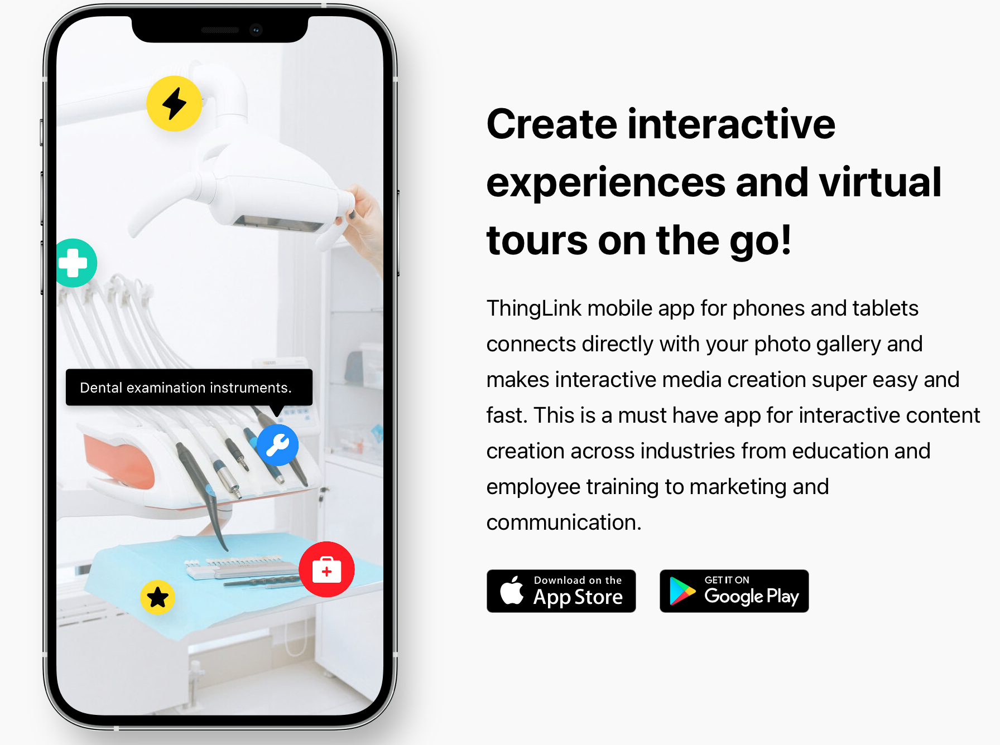 Create interactive
experiences and virtual
tours on the go!
ThingLink mobile app for phones and tablets
connects directly with your photo gallery and
makes interactive media creation super easy and
fast. This is a must have app for interactive content
creation across industries from education and
employee training to marketing and
communication.
Dental examination instruments.
Download on the
App Store
GET IT ON
Google Play